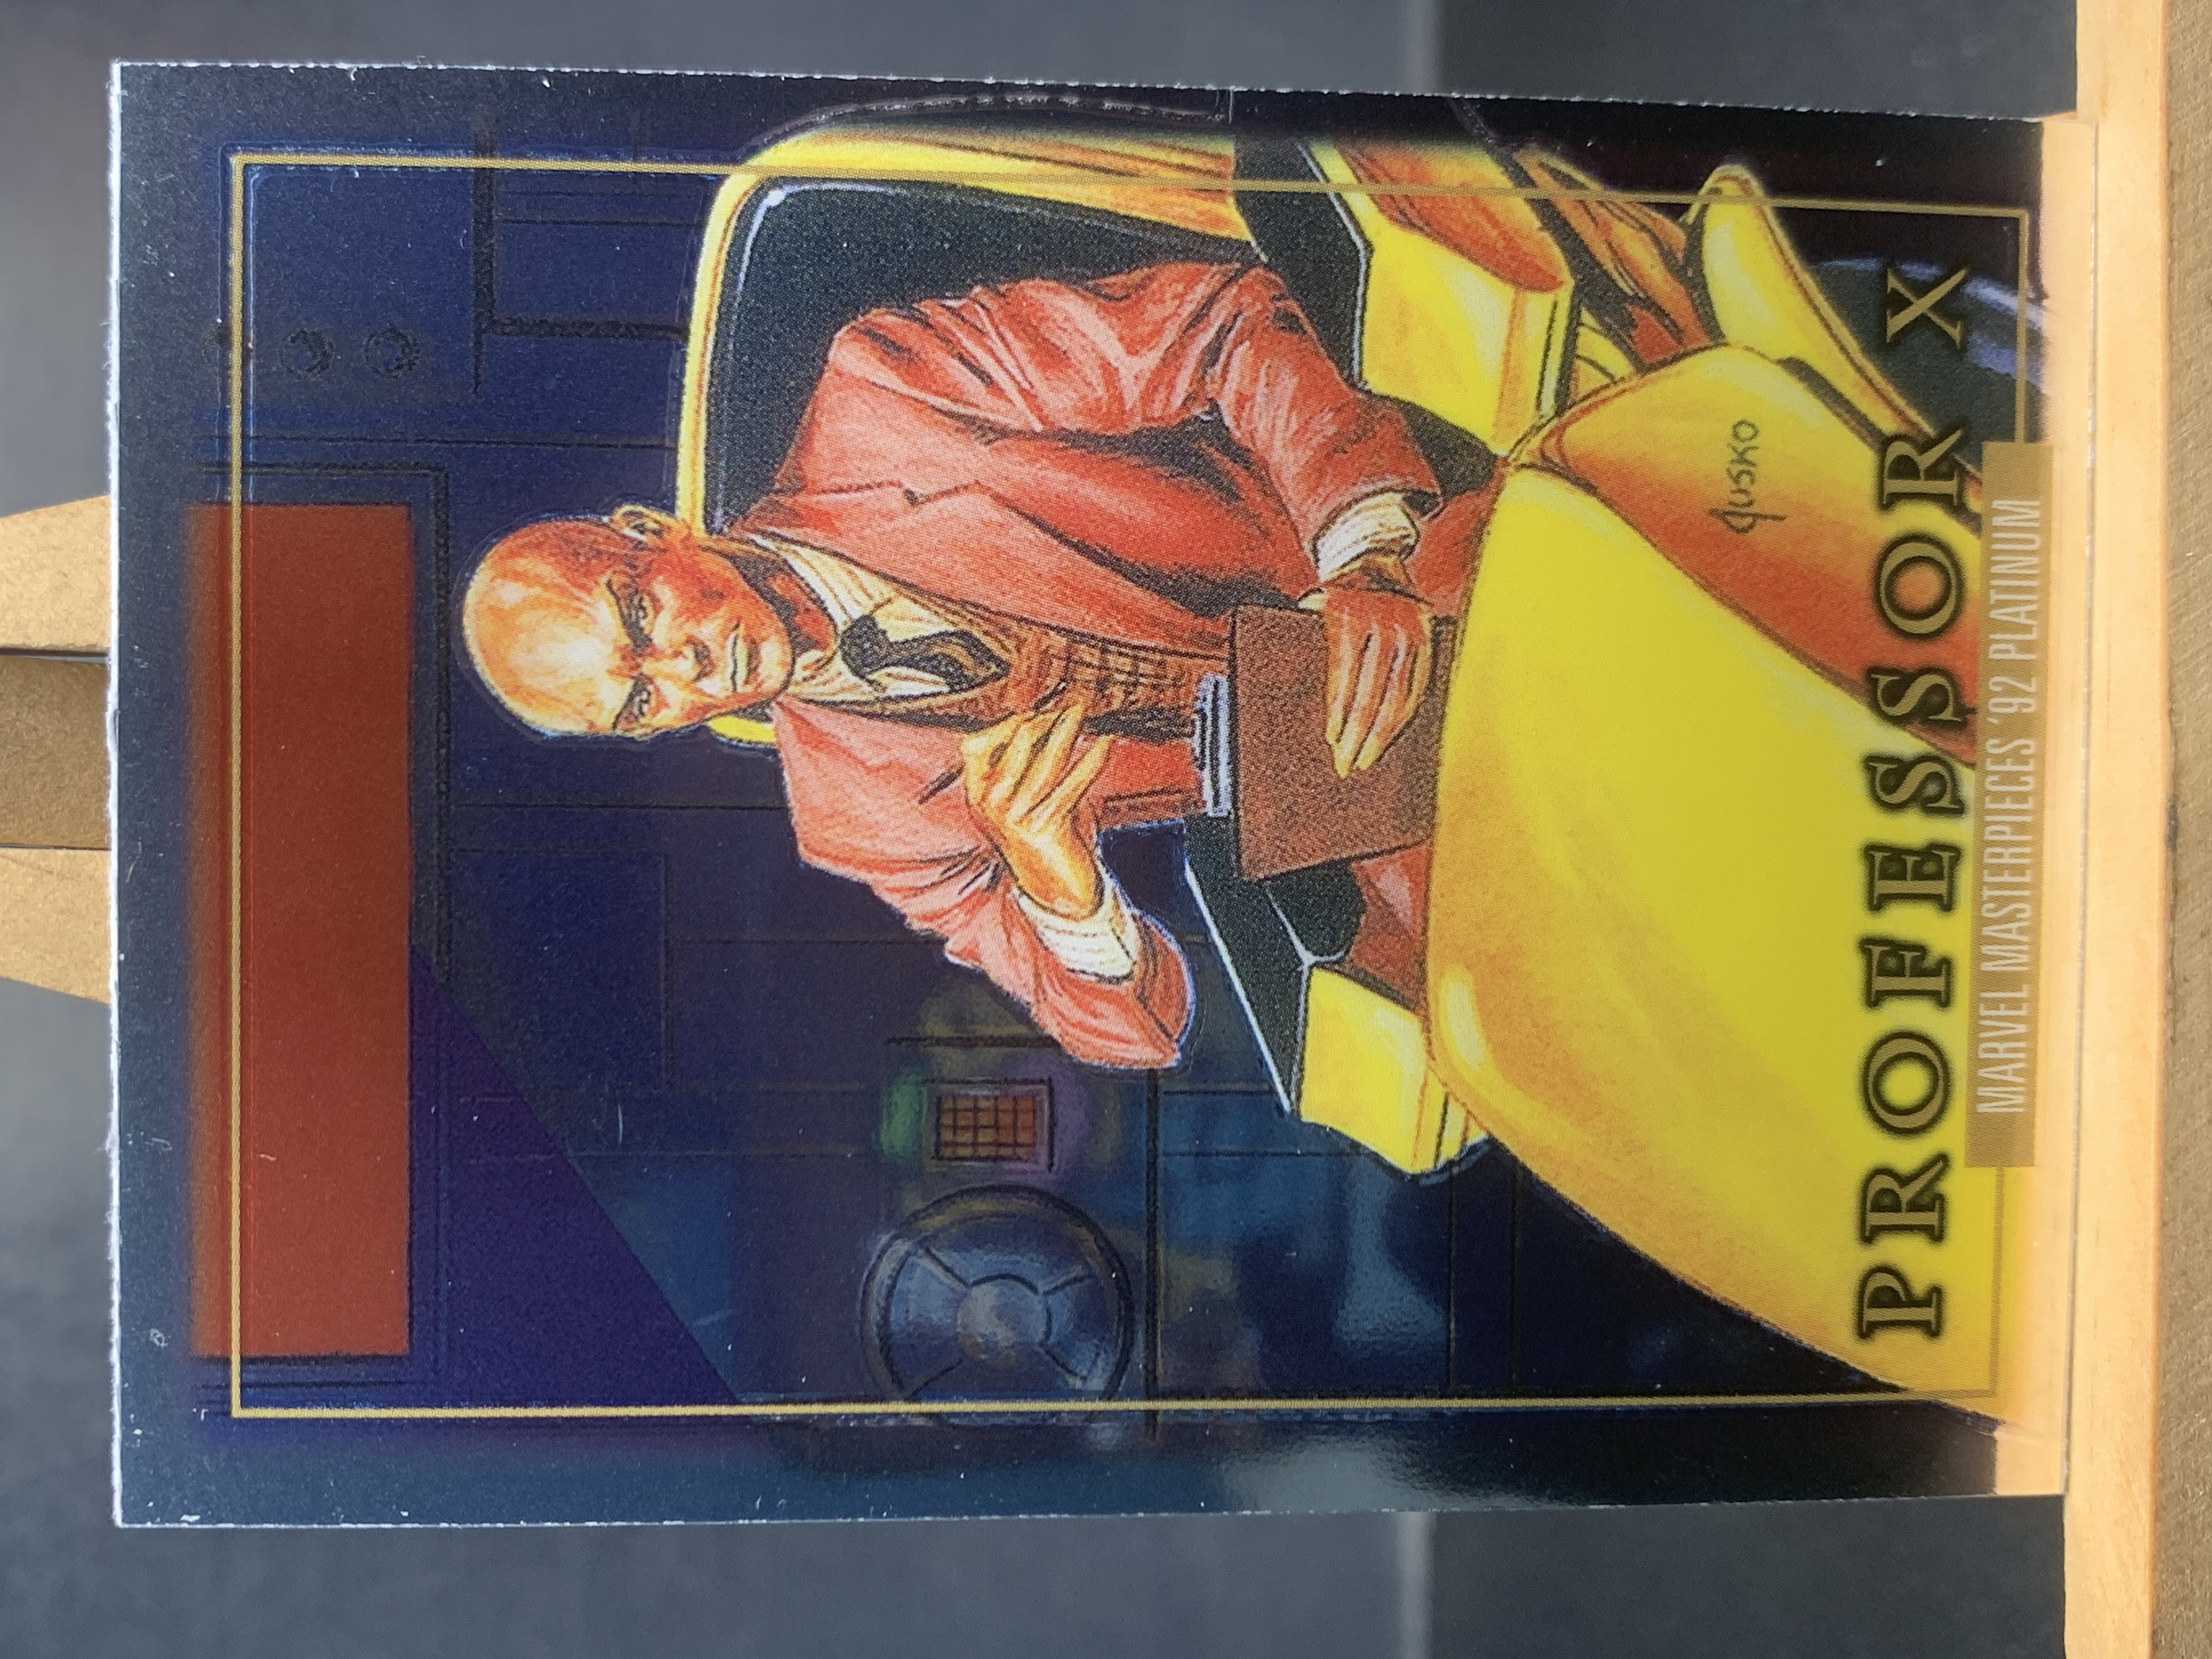 Jusko
PROFESSOR X
MARVEL MASTERPIECES '92 PLATINUM